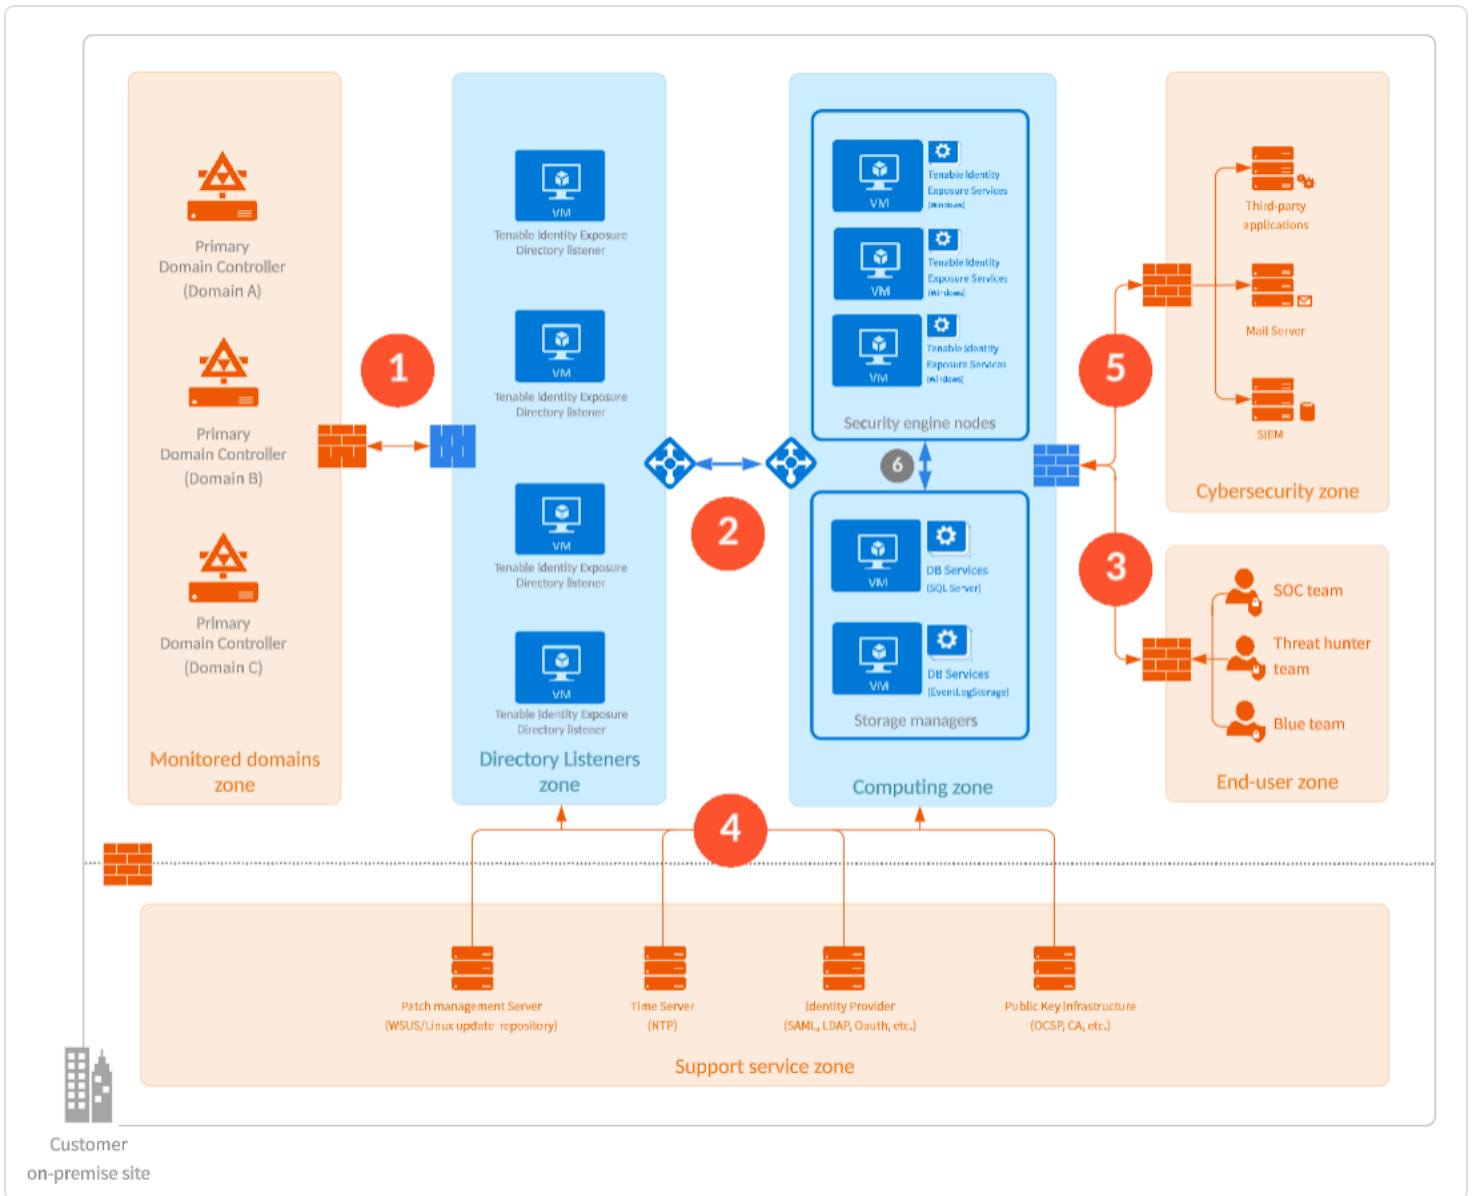 Primary
Domain Controller
(Domain A)
Primary
Domain Controller
(Domain B)
Primary
Domain Controller
(Domain C)
Monitored domains
zone
1
VM
Tenable Identity Exposure
Directory listener
VM
Tenable Identity Exposure
Directory listener
VM
Tenable Identity Exposure
Directory listener
VM
Tenable Identity Exposure
Directory listener
Directory Listeners
zone
2
VM
Tenable Identity
Exposure Services
(Windows)
VM
Tenable Identity
Exposure Services
(Windows)
VM
Tenable Identity
Exposure Services
(Windows)
Security engine nodes
6
VM
DB Services
(SQL Server)
VM
DB Services
(EventLogStorage)
Storage managers
Computing zone
5
3
Third-party
applications
Mail Server
SIEM
Cybersecurity zone
SOC team
Threat hunter
team
Blue team
End-user zone
4
Patch management Server
(WSUS/Linux update repository)
Time Server
(NTP)
Identity Provider
(SAML, LDAP, Oauth, etc.)
Public Key Infrastructure
(OCSP, CA, etc.)
Support service zone
Customer
on-premise site